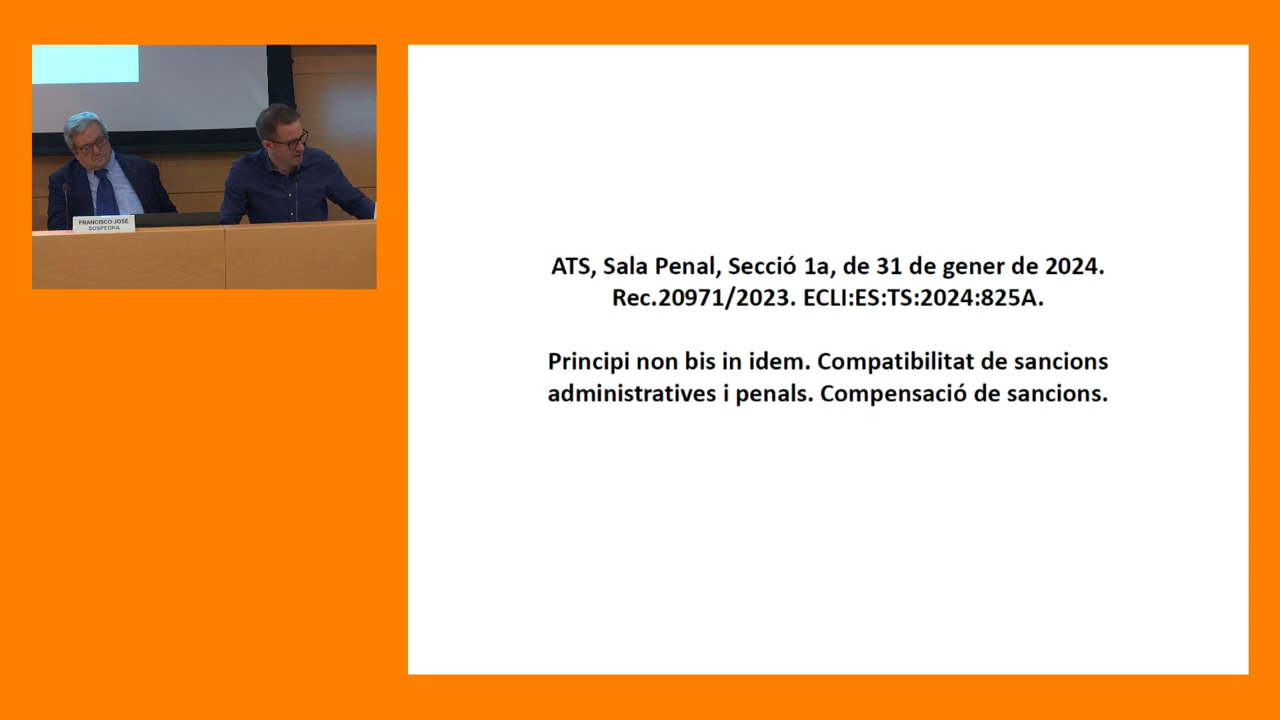 FRANCISCO JOSÉ
SOSPEDRA
ATS, Sala Penal, Secció 1a, de 31 de gener de 2024.
Rec.20971/2023. ECLI:ES:TS:2024:825A.
Principi non bis in idem. Compatibilitat de sancions
administratives i penals. Compensació de sancions.